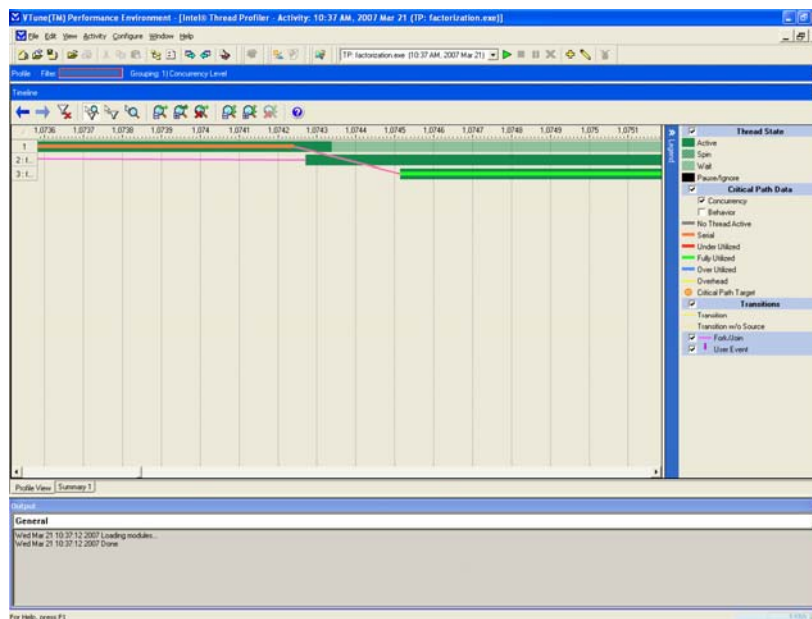 VTune(TM) Performance Environment - [Intel® Thread Profiler - Activity: 10:37 AM, 2007 Mar 21 (TP: factorization.exe)]
File Edit View Activity Configure Window Help
TP: factorization.exe (10:37 AM, 2007 Mar 21)
Profile Filter: Grouping: 1) Concurrency Level
Timeline
1,0736 1,0737 1,0738 1,0739 1,074 1,0741 1,0742 1,0743 1,0744 1,0745 1,0746 1,0747 1,0748 1,0749 1,075 1,0751
1
2 : f...
3 : f...
Legend
Thread State
Active
Spin
Wait
Pause/Ignore
Critical Path Data
Concurrency
Behavior
No Thread Active
Serial
Under Utilized
Fully Utilized
Over Utilized
Overhead
Critical Path Target
Transitions
Transition
Transition w/o Source
Fork/Join
User Event
Profile View Summary 1
Output
General
Wed Mar 21 10:37:12 2007 Loading modules...
Wed Mar 21 10:37:12 2007 Done
For Help, press F1